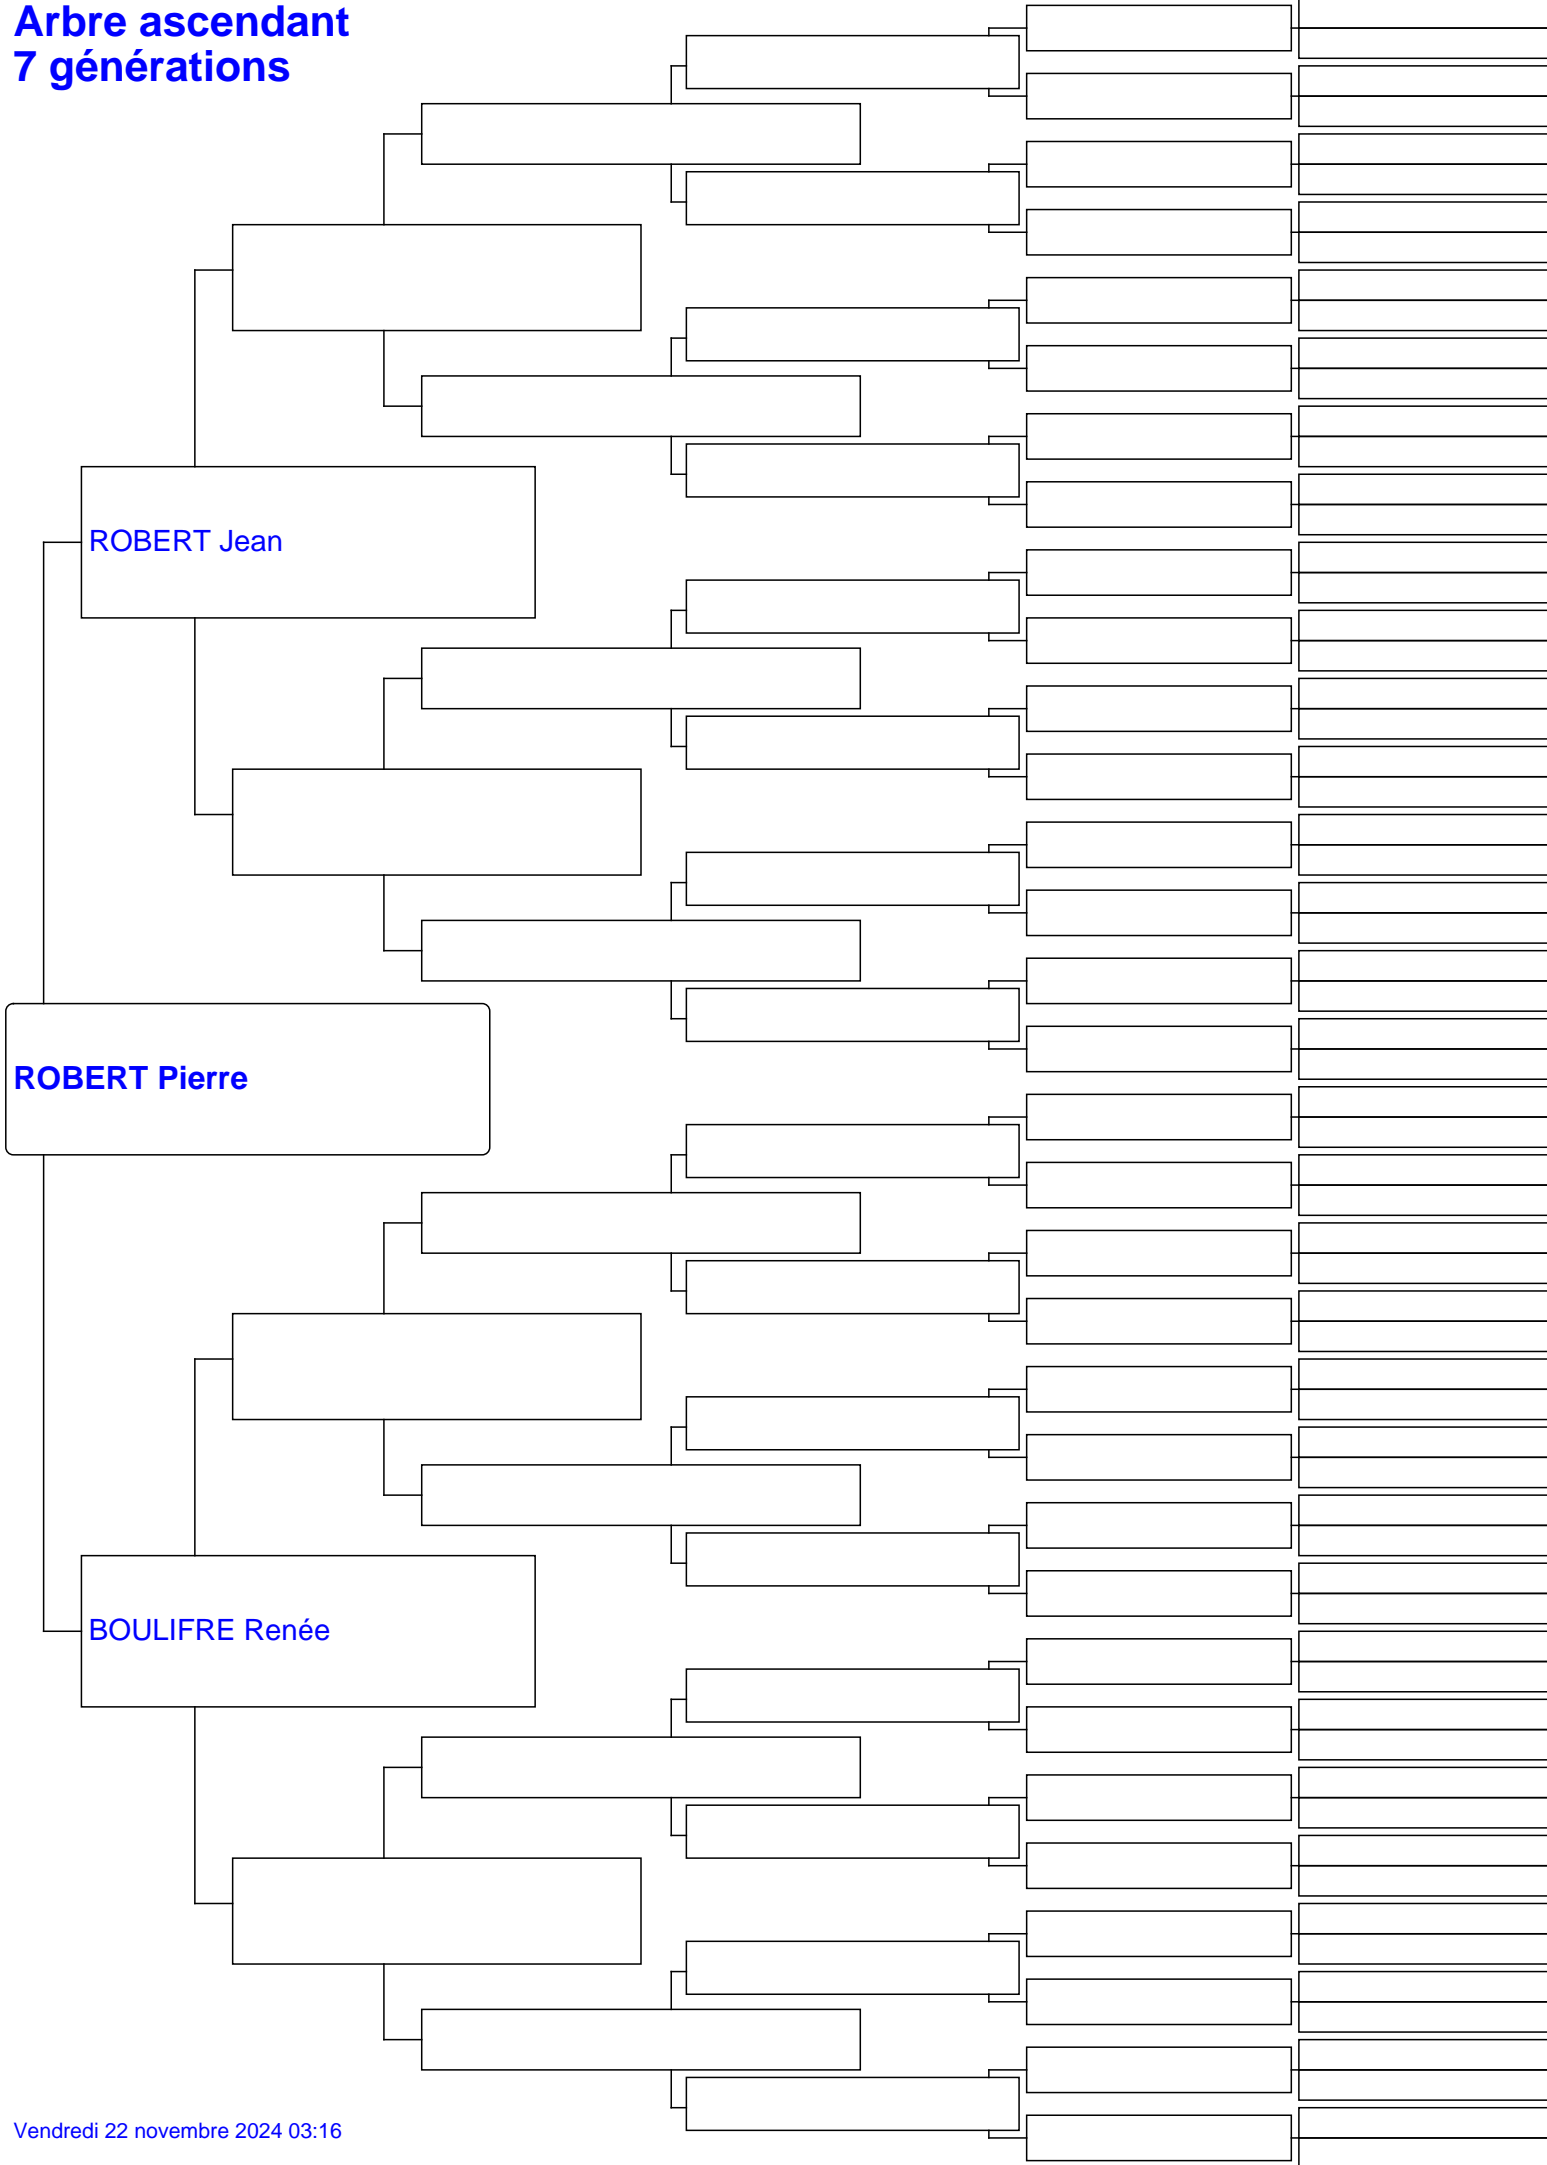 Arbre ascendant
7 générations
ROBERT Jean
ROBERT Pierre
BOULIFRE Renée
Vendredi 22 novembre 2024 03:16